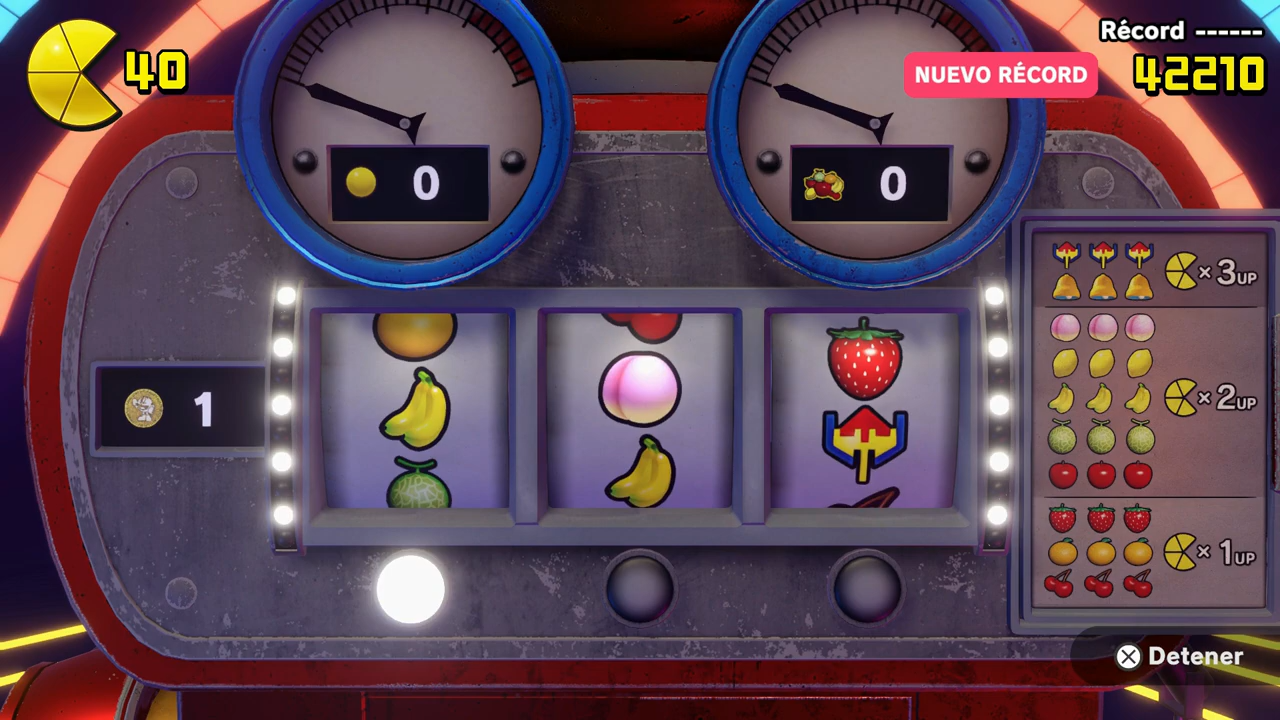 40
Récord ------
NUEVO RÉCORD
42210
0
0
1
× 3UP
× 2UP
× 1UP
Detener